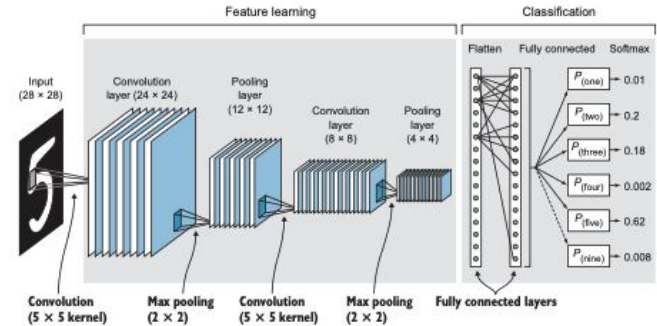 Feature learning
Classification
Flatten
Fully connected
Softmax
Input
(28 × 28)
Convolution
layer (24 × 24)
Pooling
layer
(12 × 12)
Convolution
layer
(8 × 8)
Pooling
layer
(4 × 4)
P(one)
0.01
P(two)
0.2
P(three)
0.18
P(four)
0.002
P(five)
0.62
P(nine)
0.008
Convolution
(5 × 5 kernel)
Max pooling
(2 × 2)
Convolution
(5 × 5 kernel)
Max pooling
(2 × 2)
Fully connected layers
5